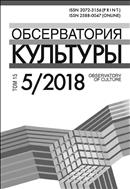 ISSN 2072-3156 (PRINT)
ISSN 2588-0047 (ONLINE)
ОБСЕРВАТОРИЯ
КУЛЬТУРЫ
ТОМ 15
5/2018
OBSERVATORY
OF CULTURE